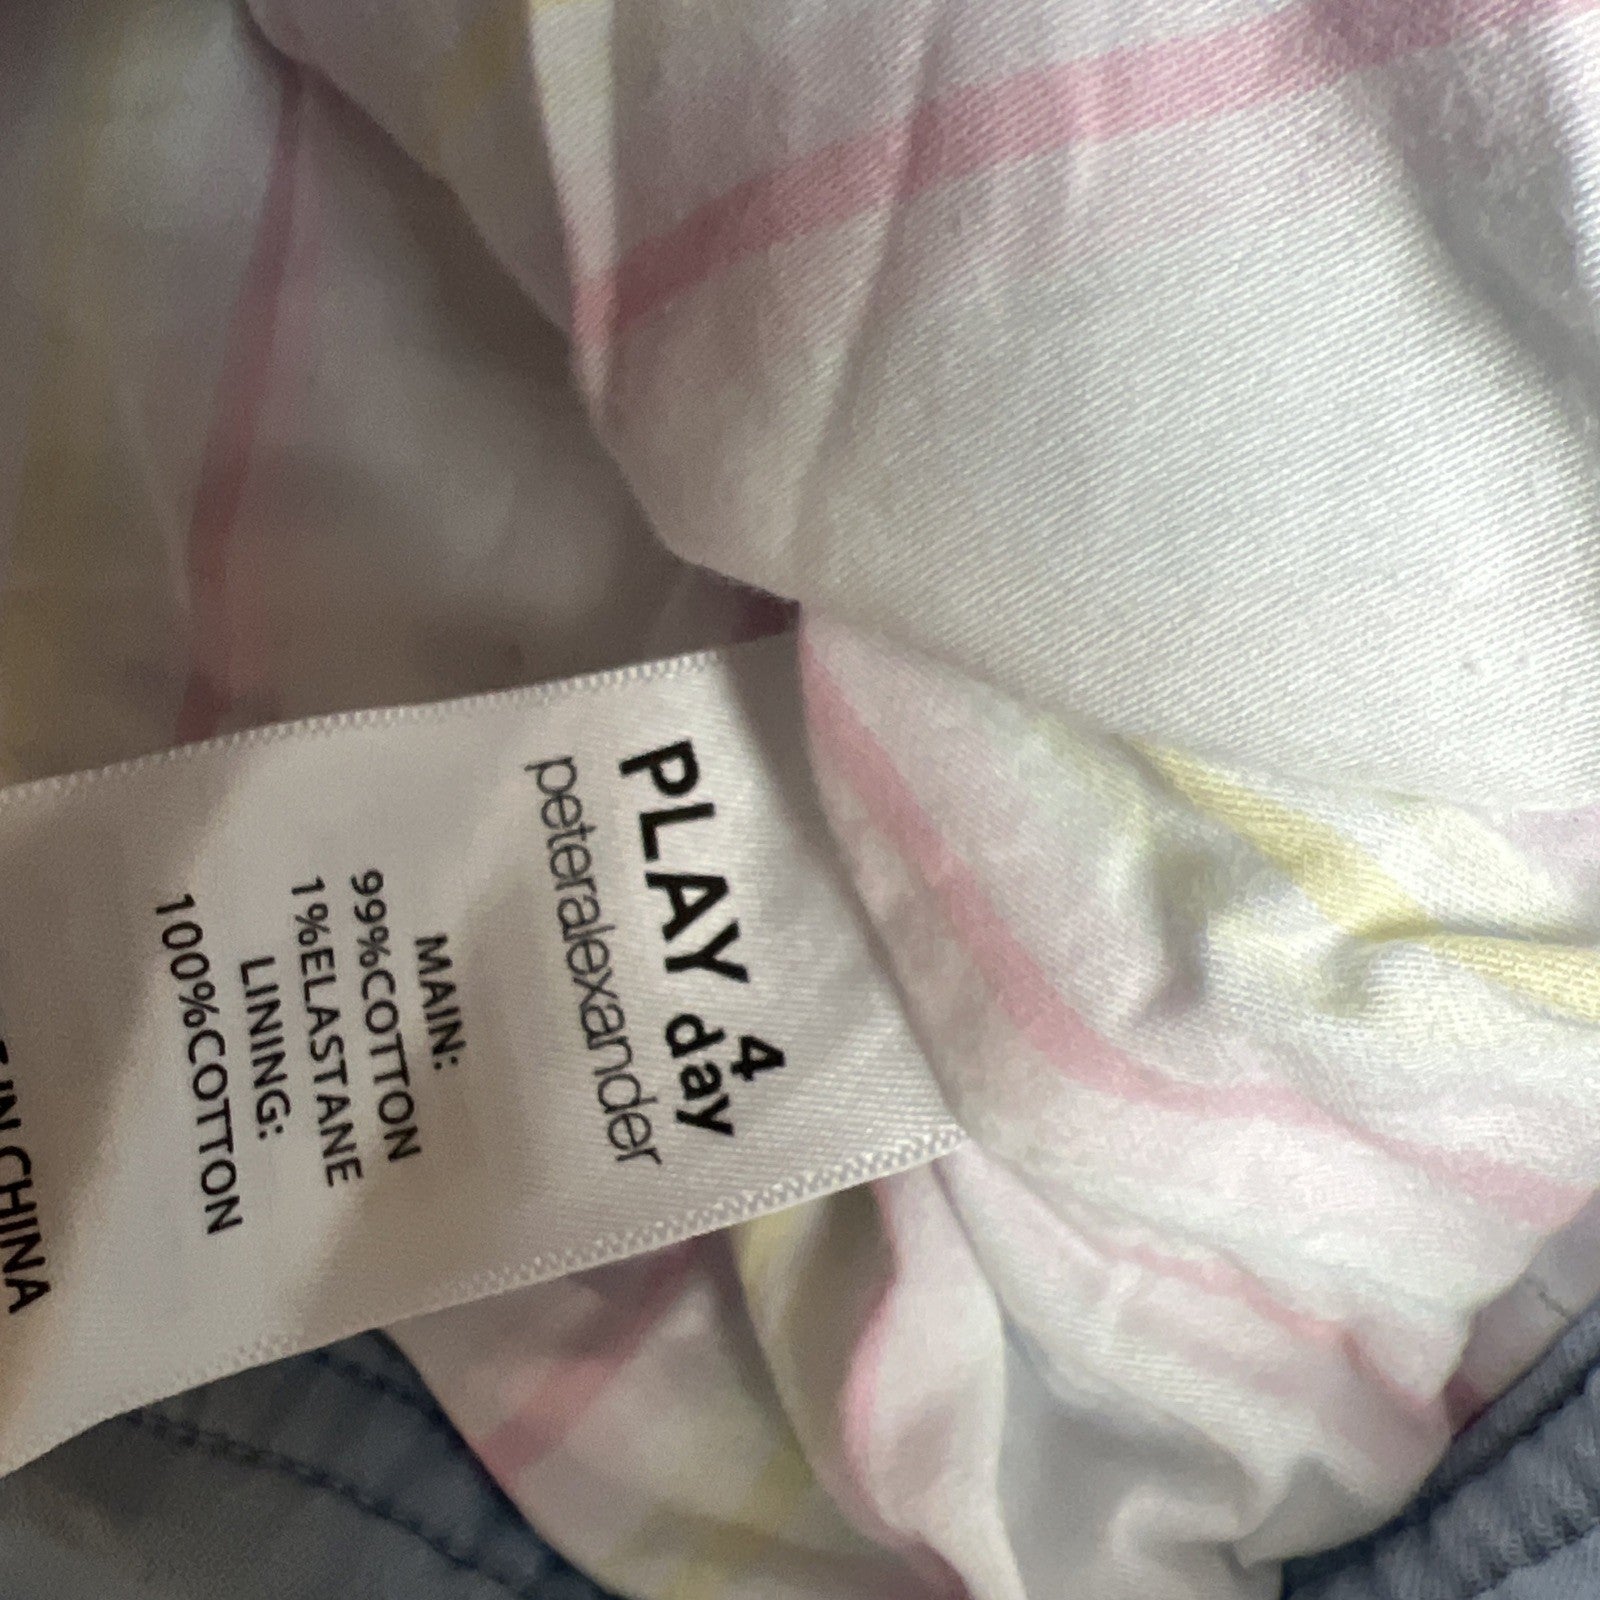 4
PLAY day
peteralexander
MAIN:
99%COTTON
1%ELASTANE
LINING:
100%COTTON
IN CHINA